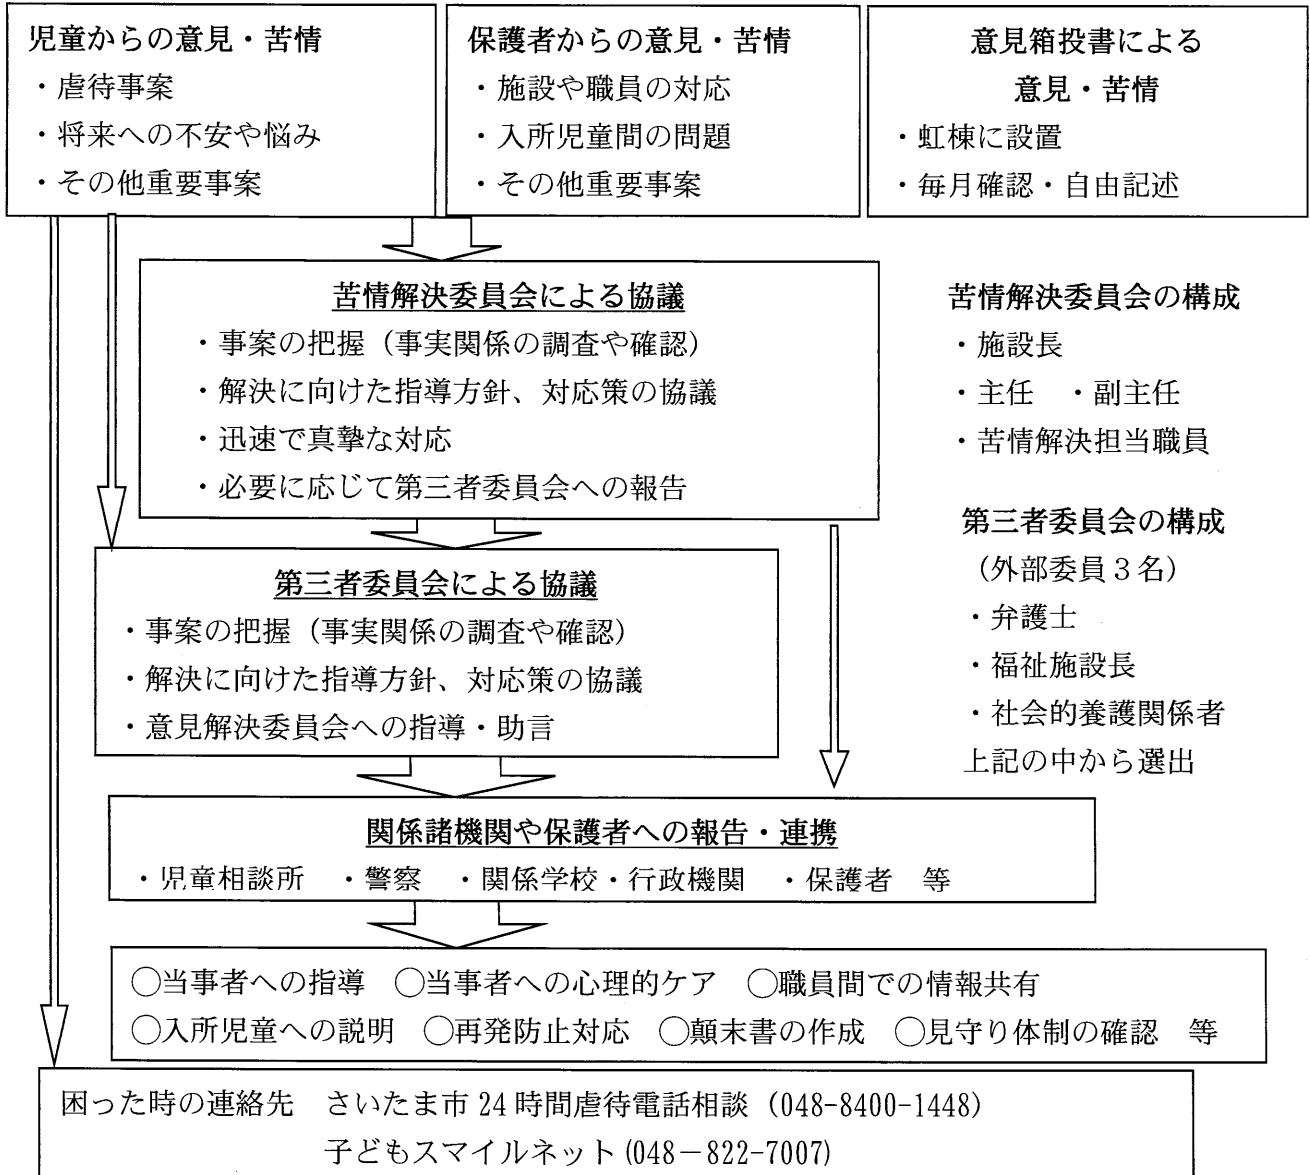 児童からの意見・苦情
・虐待事案
・将来への不安や悩み
・その他重要事案
保護者からの意見・苦情
・施設や職員の対応
・入所児童間の問題
・その他重要事案
意見箱投書による
意見・苦情
・虹棟に設置
・毎月確認・自由記述
苦情解決委員会による協議
・事案の把握（事実関係の調査や確認）
・解決に向けた指導方針、対応策の協議
・迅速で真摯な対応
・必要に応じて第三者委員会への報告
苦情解決委員会の構成
・施設長
・主任　・副主任
・苦情解決担当職員
第三者委員会の構成
（外部委員３名）
・弁護士
・福祉施設長
・社会的養護関係者
上記の中から選出
第三者委員会による協議
・事案の把握（事実関係の調査や確認）
・解決に向けた指導方針、対応策の協議
・意見解決委員会への指導・助言
関係諸機関や保護者への報告・連携
・児童相談所　・警察　・関係学校・行政機関　・保護者　等
○当事者への指導　○当事者への心理的ケア　○職員間での情報共有
○入所児童への説明　○再発防止対応　○顛末書の作成　○見守り体制の確認　等
困った時の連絡先　さいたま市 24 時間虐待電話相談（048-8400-1448）
子どもスマイルネット(048－822-7007)